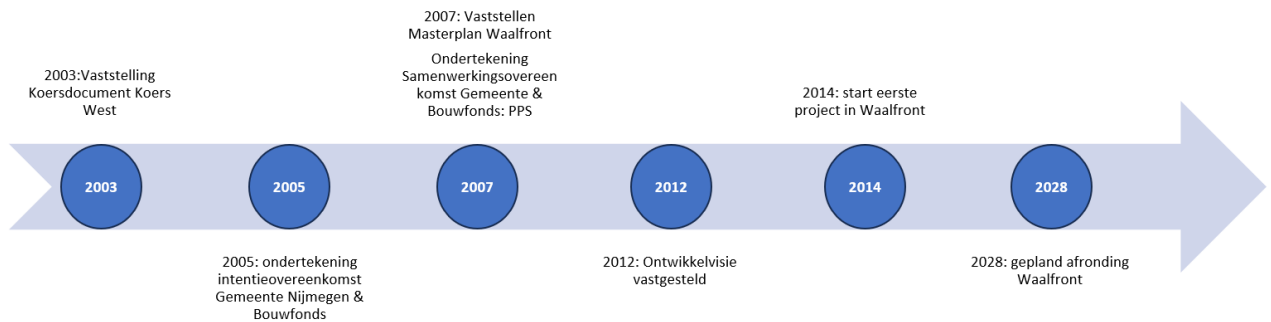 2003:Vaststelling
Koersdocument Koers
West
2007: Vaststellen
Masterplan Waalfront
Ondertekening
Samenwerkingsovereen
komst Gemeente &
Bouwfonds: PPS
2014: start eerste
project in Waalfront
2003
2005
2007
2012
2014
2028
2005: ondertekening
intentieovereenkomst
Gemeente Nijmegen &
Bouwfonds
2012: Ontwikkelvisie
vastgesteld
2028: gepland afronding
Waalfront